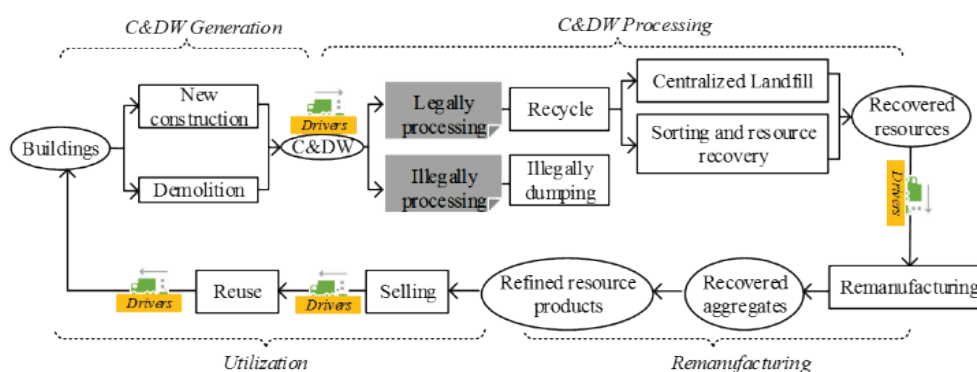 C&DW Generation
C&DW Processing
New
construction
Drivers
Legally
processing
Recycle
Centralized Landfill
Recovered
resources
Buildings
C&DW
Sorting and resource
recovery
Demolition
Illegally
processing
Illegally
dumping
Drivers
Drivers
Reuse
Drivers
Selling
Refined resource
products
Recovered
aggregates
Remanufacturing
Utilization
Remanufacturing